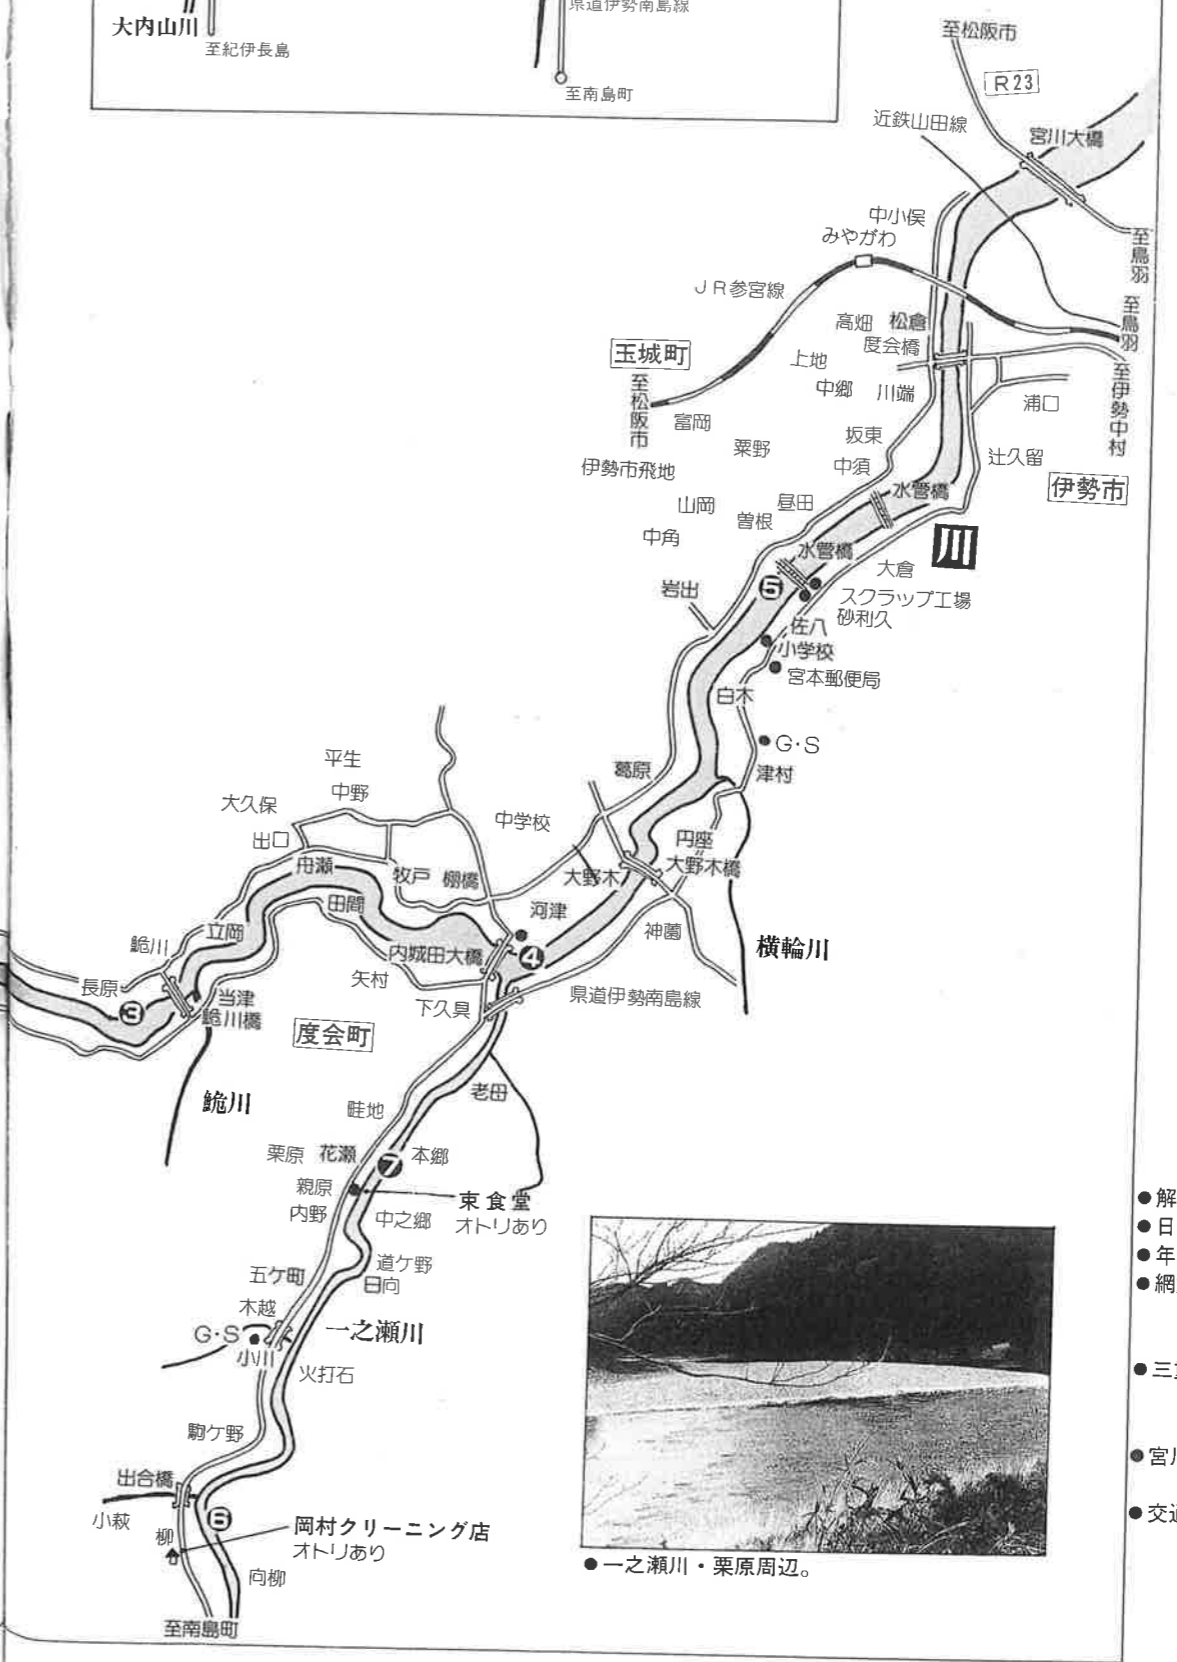 県道伊勢南島線
大内山川
至紀伊長島
至南島町
至松阪市
R23
近鉄山田線
宮川大橋
中小俣
みやがわ
至鳥羽
JR参宮線
至鳥羽
高畑 松倉
度会橋
玉城町
上地
至伊勢中村
至松阪市
中郷 川端
浦口
富岡
坂東
粟野
辻久留
伊勢市飛地
中須
伊勢市
水管橋
山岡
昼田
曽根
中角
川
水管橋
大倉
⑤
岩出
スクラップ工場
砂利久
佐八
小学校
宮本郵便局
白木
G・S
平生
葛原
津村
中野
大久保
中学校
出口
円座
舟瀬
牧戸 棚橋
大野木
大野木橋
田間
河津
立岡
神薗
鮠川
内城田大橋
横輪川
④
矢村
長原
当津
下久具
県道伊勢南島線
③
鮠川橋
度会町
老母
鮠川
畦地
栗原 花瀬
⑦
本郷
親原
東食堂
内野
中之郷
オトリあり
道ケ野
五ケ町
日向
木越
一之瀬川
G・S
小川
火打石
駒ケ野
出合橋
小萩
⑥
柳
岡村クリーニング店
オトリあり
向柳
至南島町
●一之瀬川・栗原周辺。
●解
●日
●年
●網
●三
●宮川
●交通